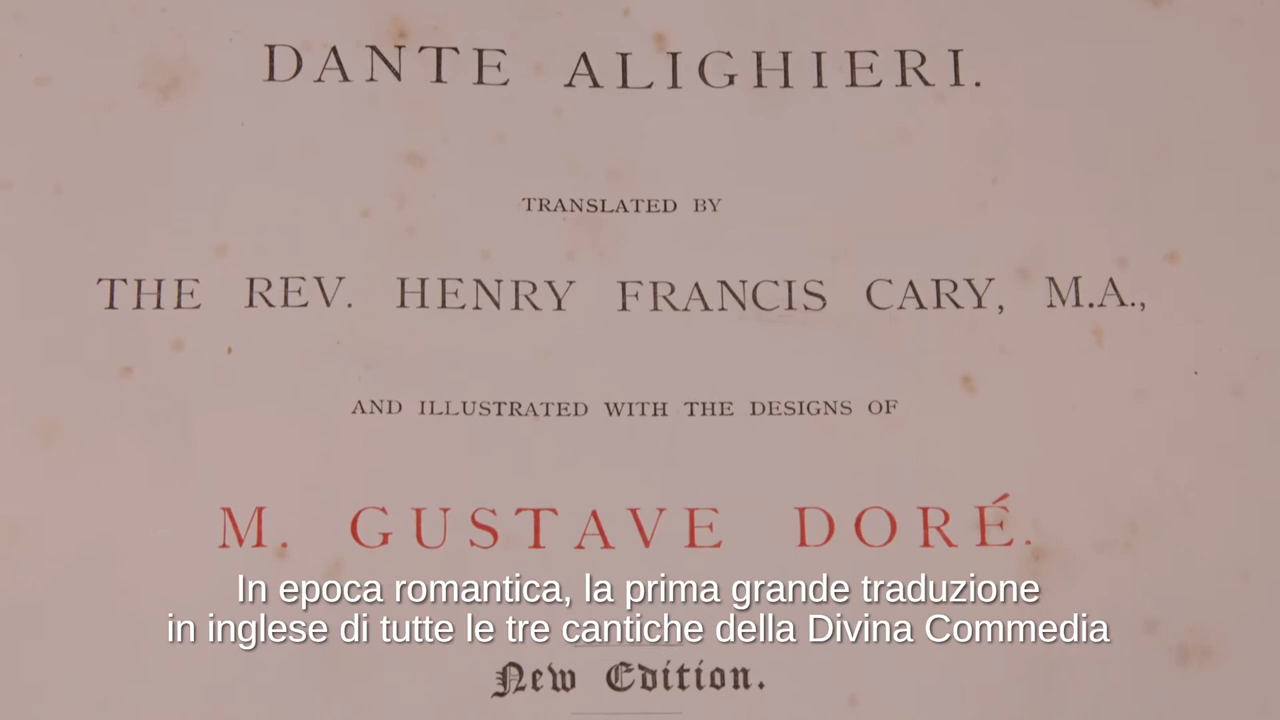 DANTE ALIGHIERI.
TRANSLATED BY
THE REV. HENRY FRANCIS CARY, M.A.,
AND ILLUSTRATED WITH THE DESIGNS OF
M. GUSTAVE DORÉ.
In epoca romantica, la prima grande traduzione
in inglese di tutte le tre cantiche della Divina Commedia
New Edition.